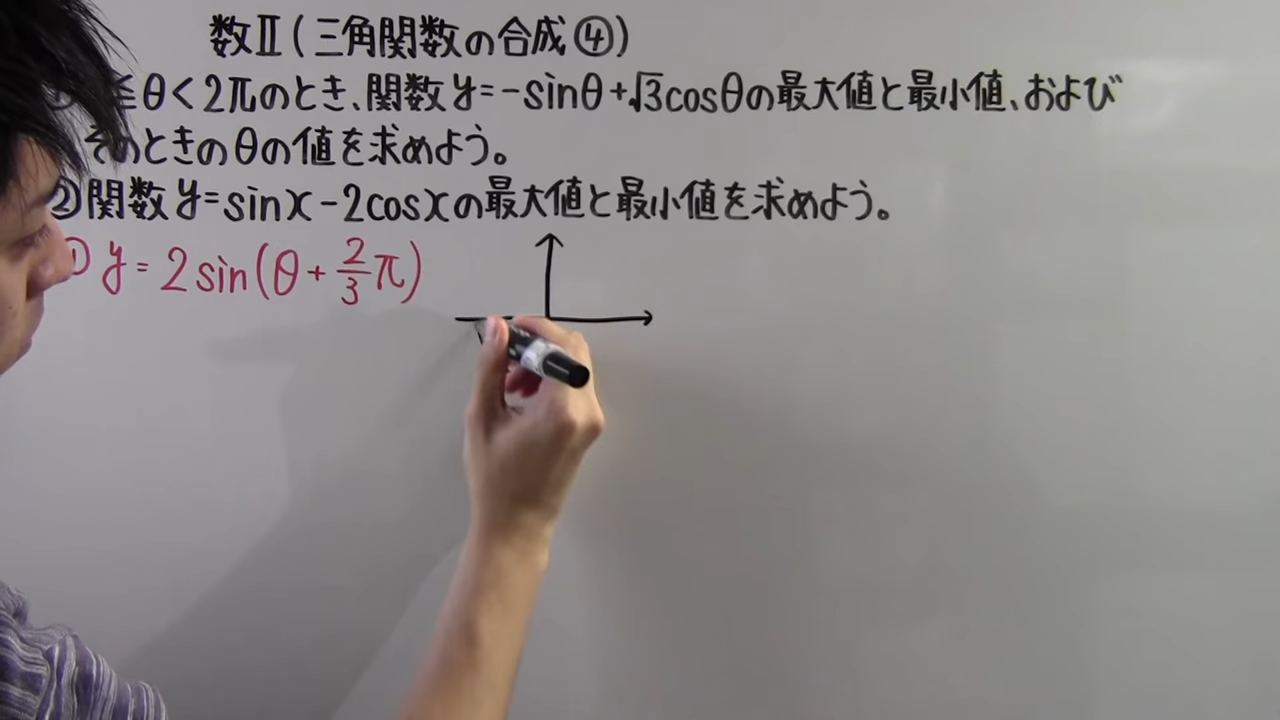 数Ⅱ(三角関数の合成④)
≦θ<2πのとき、関数y=-sinθ+√3cosθの最大値と最小値、および
そのときのθの値を求めよう。
②関数y=sinx-2cosxの最大値と最小値を求めよう。
① y=2sin(θ+2/3π)